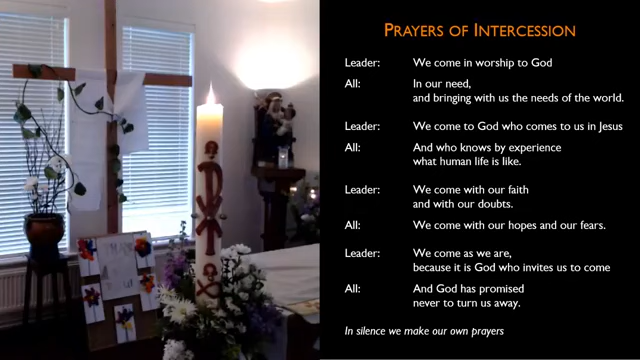 PRAYERS OF INTERCESSION
Leader: We come in worship to God
All: In our need,
and bringing with us the needs of the world.
Leader: We come to God who comes to us in Jesus
All: And who knows by experience
what human life is like.
Leader: We come with our faith
and with our doubts.
All: We come with our hopes and our fears.
Leader: We come as we are,
because it is God who invites us to come
All: And God has promised
never to turn us away.
In silence we make our own prayers